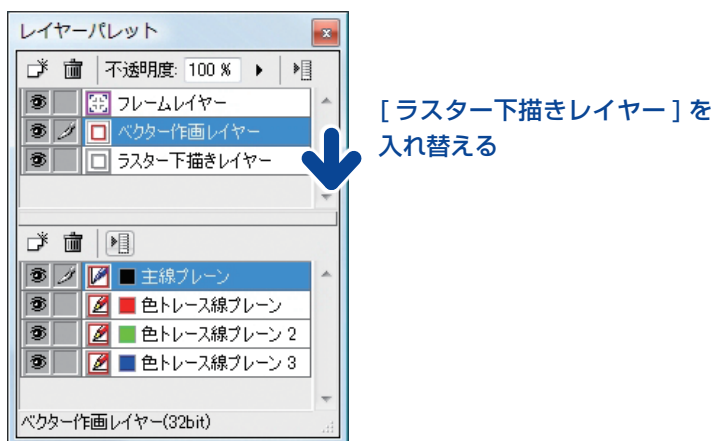 レイヤーパレット
不透明度: 100 %
フレームレイヤー
ベクター作画レイヤー
ラスター下描きレイヤー
[ ラスター下描きレイヤー ] を
入れ替える
主線プレーン
色トレース線プレーン
色トレース線プレーン 2
色トレース線プレーン 3
ベクター作画レイヤー(32bit)